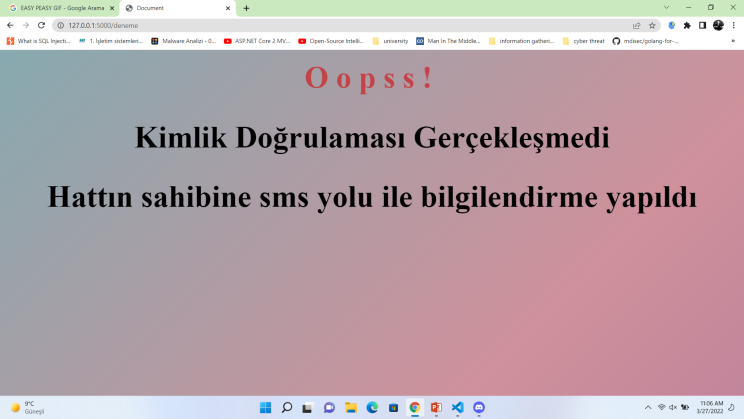 EASY PEASY GIF - Google Arama
Document
127.0.0.1:5000/deneme
What is SQL Injecti...
1. İşletim sistemleri...
Malware Analizi - 0...
ASP.NET Core 2 MV...
Open-Source Intelli...
university
Man In The Middle...
information gatheri...
cyber threat
mdisec/golang-for-...
»
O o p s s !
Kimlik Doğrulaması Gerçekleşmedi
Hattın sahibine sms yolu ile bilgilendirme yapıldı
9°C
Güneşli
11:06 AM
3/27/2022